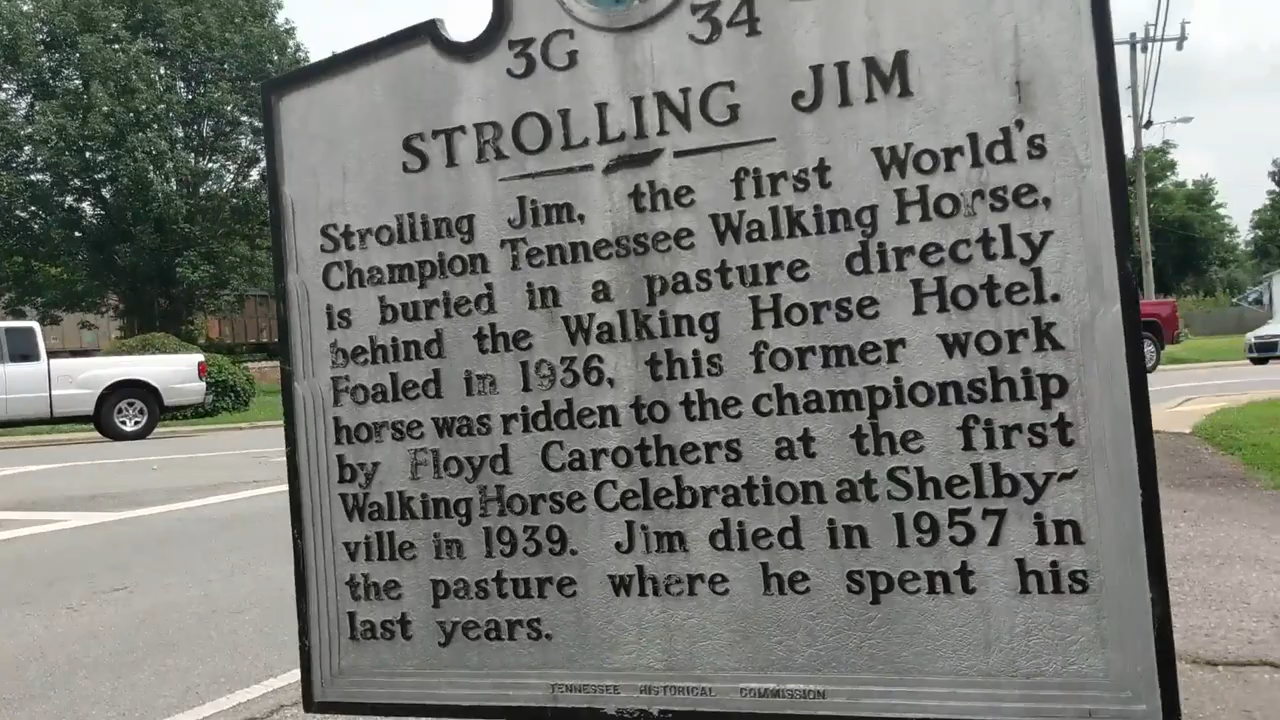 3G 34
STROLLING JIM
Strolling Jim, the first World's
Champion Tennessee Walking Horse,
is buried in a pasture directly
behind the Walking Horse Hotel.
Foaled in 1936, this former work
horse was ridden to the championship
by Floyd Carothers at the first
Walking Horse Celebration at Shelby-
ville in 1939. Jim died in 1957 in
the pasture where he spent his
last years.
TENNESSEE HISTORICAL COMMISSION